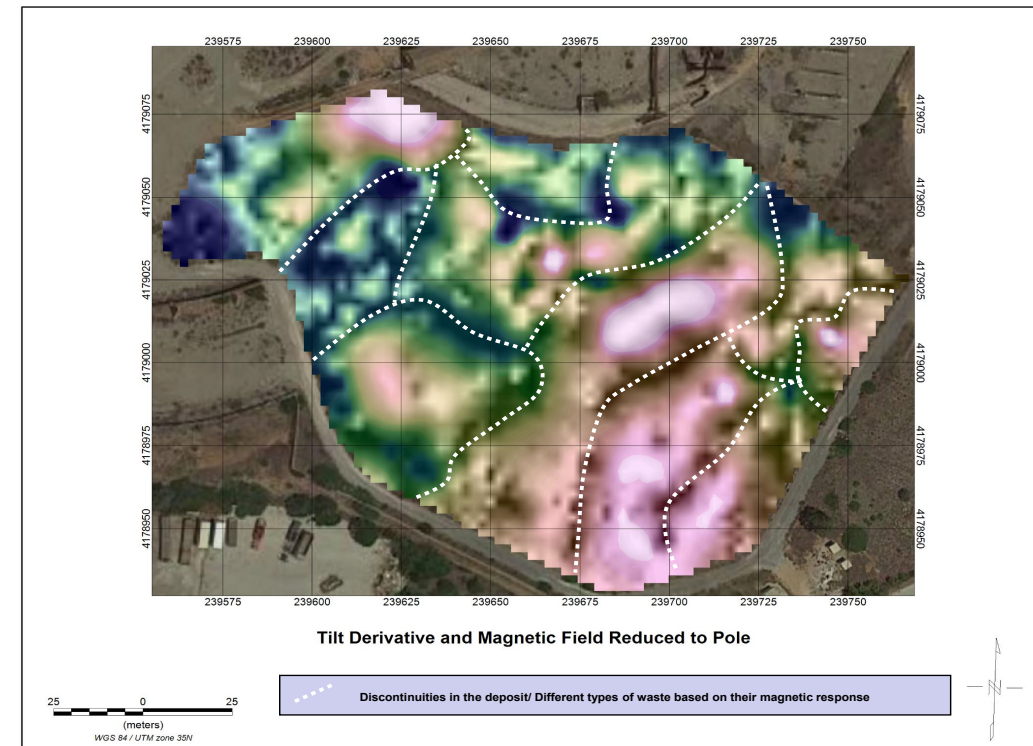 239575 239600 239625 239650 239675 239700 239725 239750
4179075 4179075
4179050 4179050
4179025 4179025
4179000 4179000
4178975 4178975
4178950 4178950
239575 239600 239625 239650 239675 239700 239725 239750
Tilt Derivative and Magnetic Field Reduced to Pole
Discontinuities in the deposit/ Different types of waste based on their magnetic response
25 0 25
(meters)
WGS 84 / UTM zone 35N
N